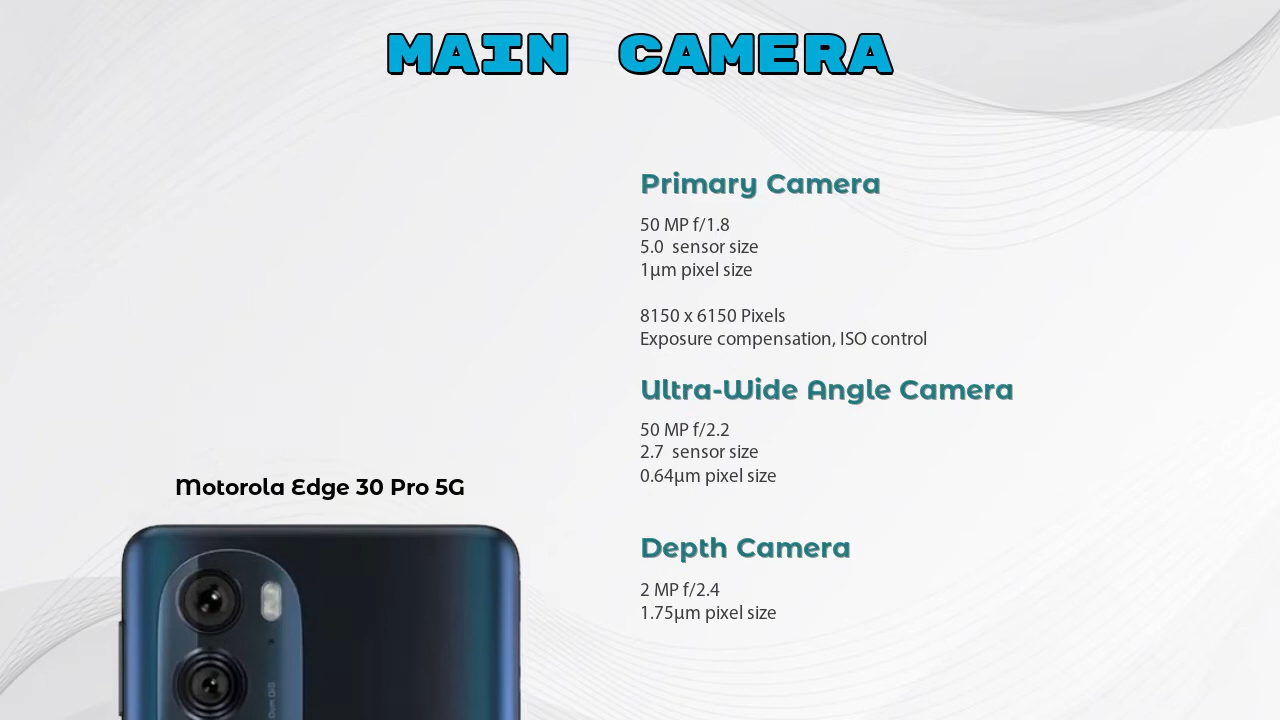 MAIN CAMERA
Primary Camera
50 MP f/1.8
5.0 sensor size
1µm pixel size
8150 x 6150 Pixels
Exposure compensation, ISO control
Ultra-Wide Angle Camera
50 MP f/2.2
2.7 sensor size
0.64µm pixel size
Motorola Edge 30 Pro 5G
Depth Camera
2 MP f/2.4
1.75µm pixel size